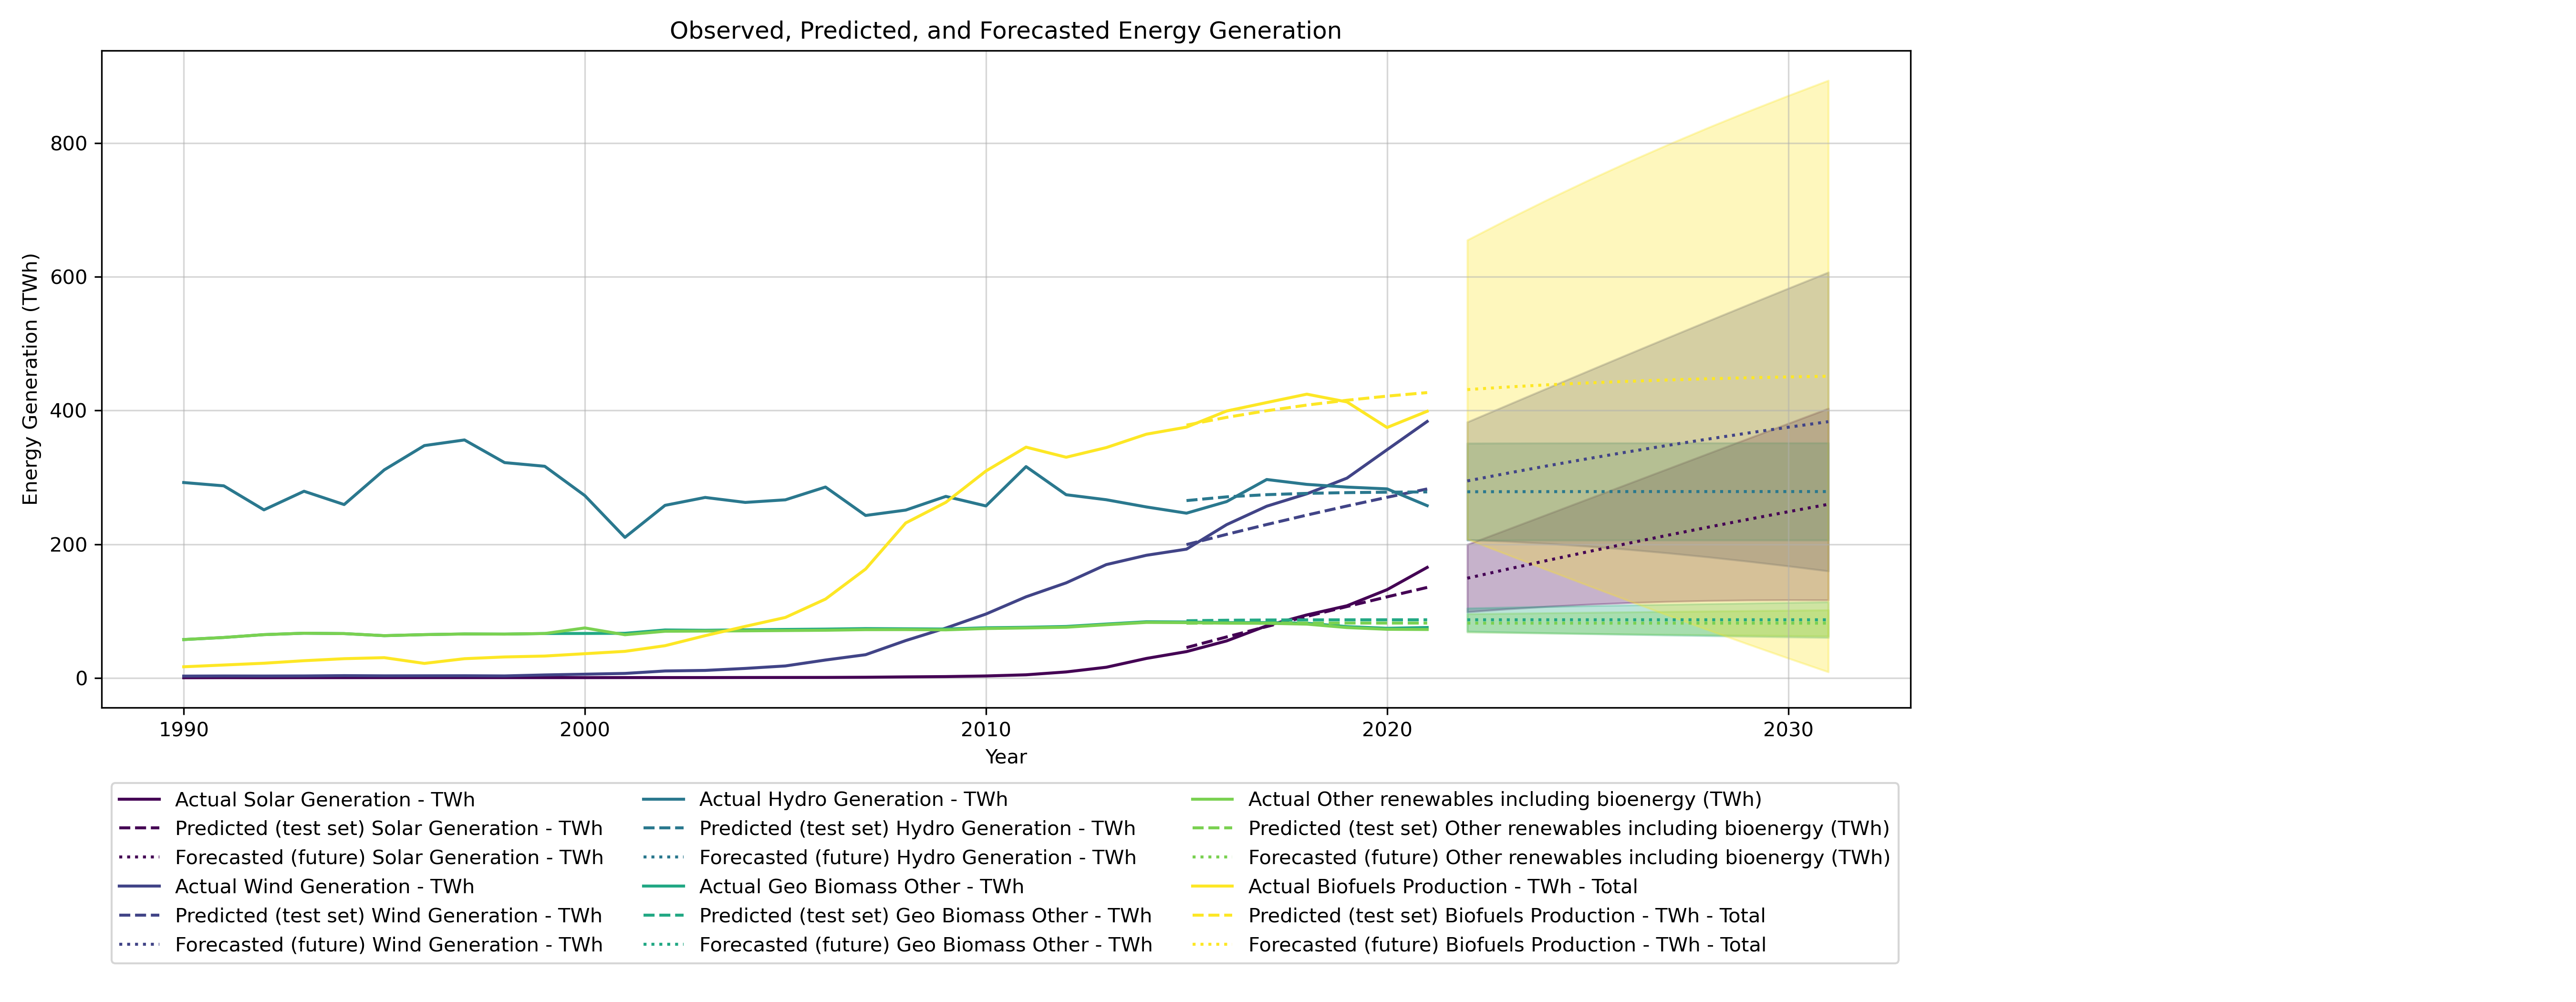 Observed, Predicted, and Forecasted Energy Generation
Energy Generation (TWh)
800
600
400
200
0
1990
2000
2010
2020
2030
Year
Actual Solar Generation - TWh
Predicted (test set) Solar Generation - TWh
Forecasted (future) Solar Generation - TWh
Actual Wind Generation - TWh
Predicted (test set) Wind Generation - TWh
Forecasted (future) Wind Generation - TWh
Actual Hydro Generation - TWh
Predicted (test set) Hydro Generation - TWh
Forecasted (future) Hydro Generation - TWh
Actual Geo Biomass Other - TWh
Predicted (test set) Geo Biomass Other - TWh
Forecasted (future) Geo Biomass Other - TWh
Actual Other renewables including bioenergy (TWh)
Predicted (test set) Other renewables including bioenergy (TWh)
Forecasted (future) Other renewables including bioenergy (TWh)
Actual Biofuels Production - TWh - Total
Predicted (test set) Biofuels Production - TWh - Total
Forecasted (future) Biofuels Production - TWh - Total